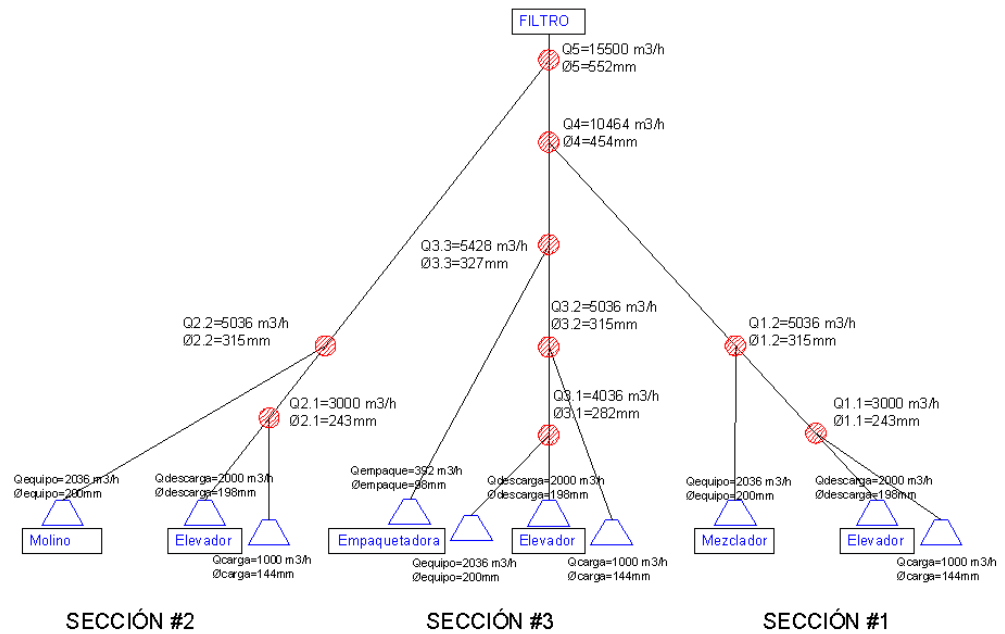 FILTRO
Q5=15500 m3/h
Ø5=552mm
Q4=10464 m3/h
Ø4=454mm
Q3.3=5428 m3/h
Ø3.3=327mm
Q2.2=5036 m3/h
Ø2.2=315mm
Q3.2=5036 m3/h
Ø3.2=315mm
Q1.2=5036 m3/h
Ø1.2=315mm
Q2.1=3000 m3/h
Ø2.1=243mm
Q3.1=4036 m3/h
Ø3.1=282mm
Q1.1=3000 m3/h
Ø1.1=243mm
Qequipo=2036 m3/h
Øequipo=200mm
Qdescarga=2000 m3/h
Ødescarga=198mm
Qempaque=392 m3/h
Øempaque=98mm
Qdescarga=2000 m3/h
Ødescarga=198mm
Qequipo=2036 m3/h
Øequipo=200mm
Qdescarga=2000 m3/h
Ødescarga=198mm
Molino
Elevador
Empaquetadora
Elevador
Mezclador
Elevador
Qcarga=1000 m3/h
Øcarga=144mm
Qequipo=2036 m3/h
Øequipo=200mm
Qcarga=1000 m3/h
Øcarga=144mm
Qcarga=1000 m3/h
Øcarga=144mm
SECCIÓN #2
SECCIÓN #3
SECCIÓN #1